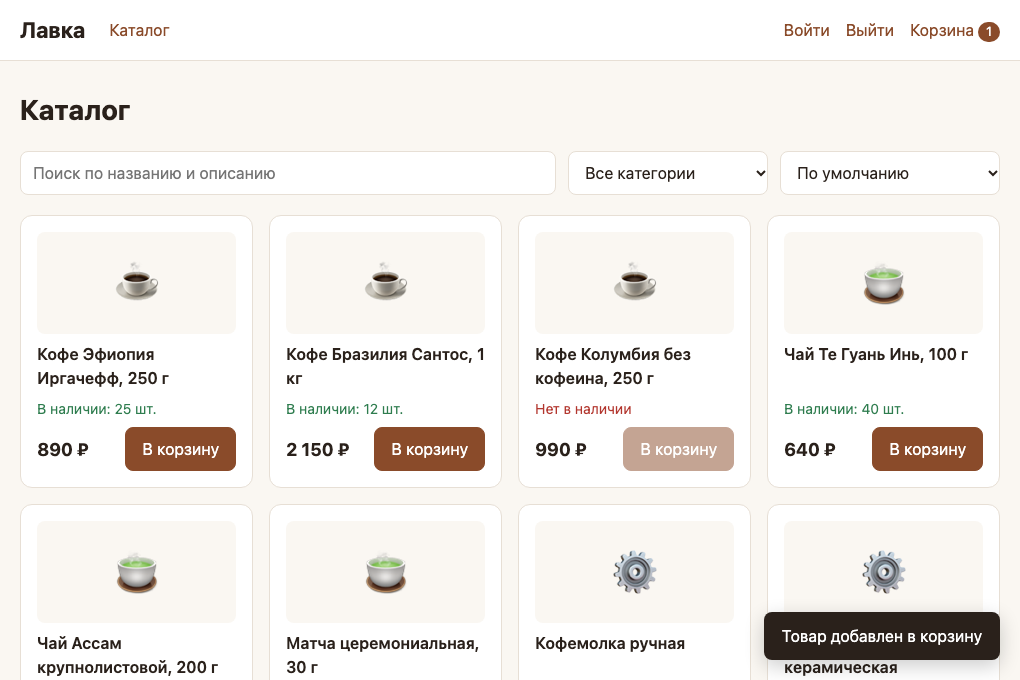 Лавка
Каталог
Войти
Выйти
Корзина 1
Каталог
Поиск по названию и описанию
Все категории
По умолчанию
Кофе Эфиопия
Иргачефф, 250 г
В наличии: 25 шт.
890 ₽
В корзину
Кофе Бразилия Сантос, 1
кг
В наличии: 12 шт.
2 150 ₽
В корзину
Кофе Колумбия без
кофеина, 250 г
Нет в наличии
990 ₽
В корзину
Чай Те Гуань Инь, 100 г
В наличии: 40 шт.
640 ₽
В корзину
Чай Ассам
крупнолистовой, 200 г
Матча церемониальная,
30 г
Кофемолка ручная
керамическая
Товар добавлен в корзину